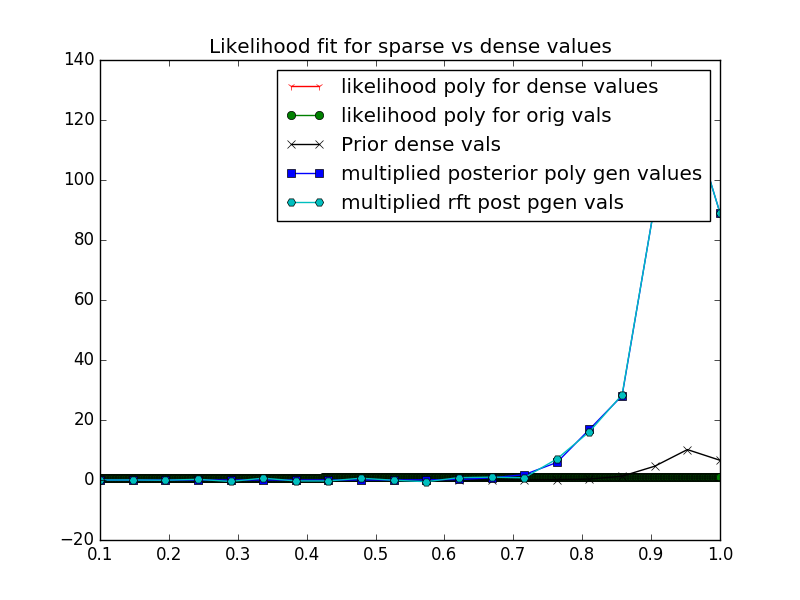 Likelihood fit for sparse vs dense values
140
120
100
80
60
40
20
0
−20
likelihood poly for dense values
likelihood poly for orig vals
Prior dense vals
multiplied posterior poly gen values
multiplied rft post pgen vals
0.1 0.2 0.3 0.4 0.5 0.6 0.7 0.8 0.9 1.0